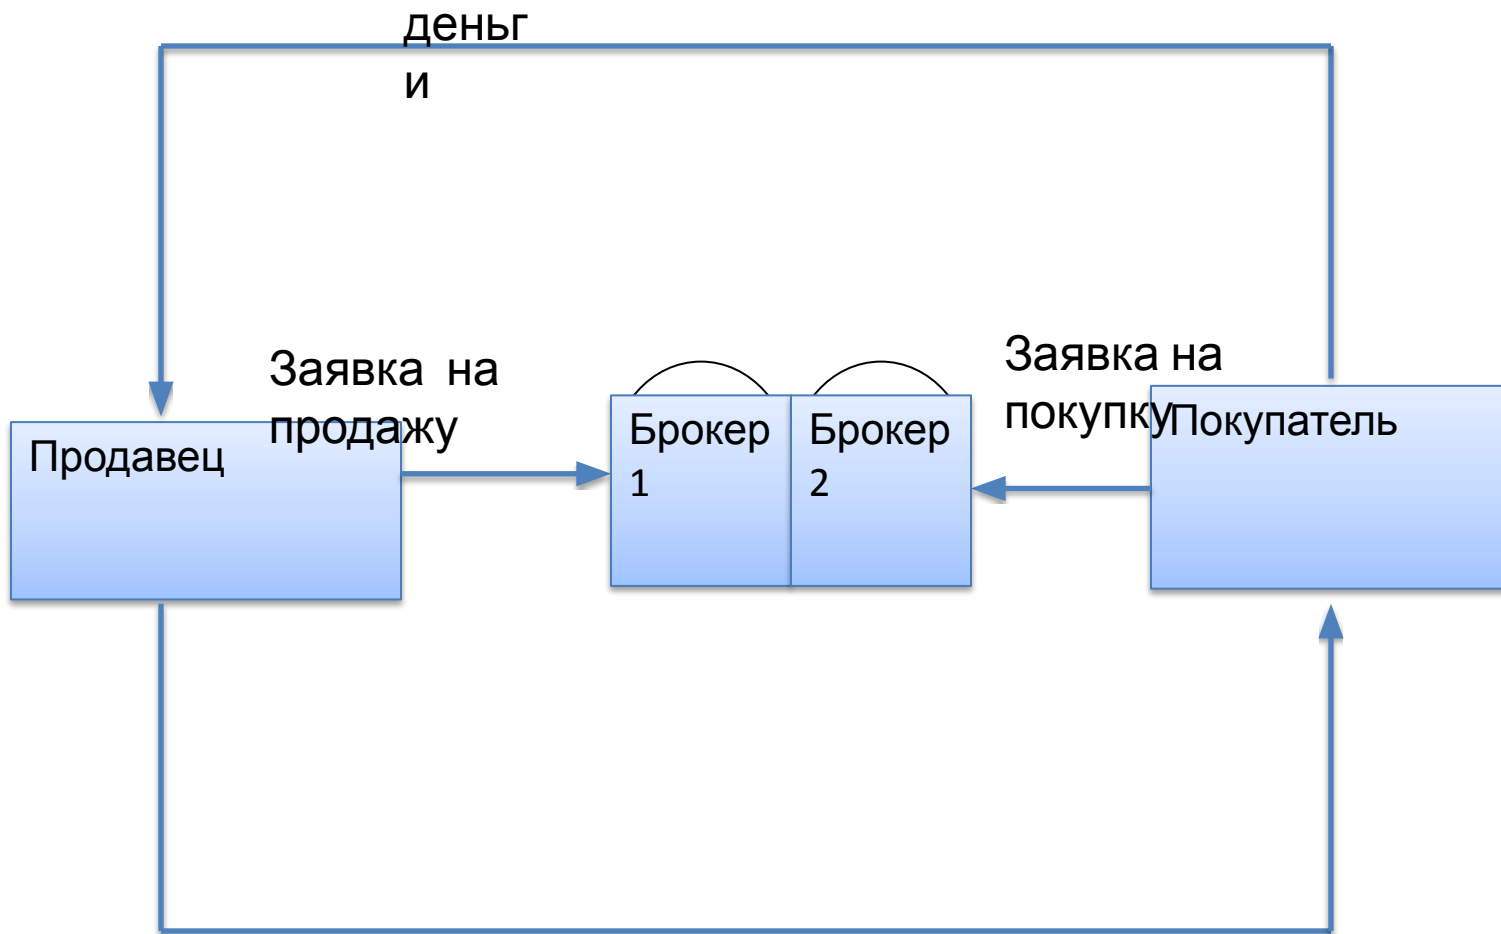 деньг
и
Заявка на
продажу
Заявка на
покупку
Продавец
Брокер
1
Брокер
2
Покупатель